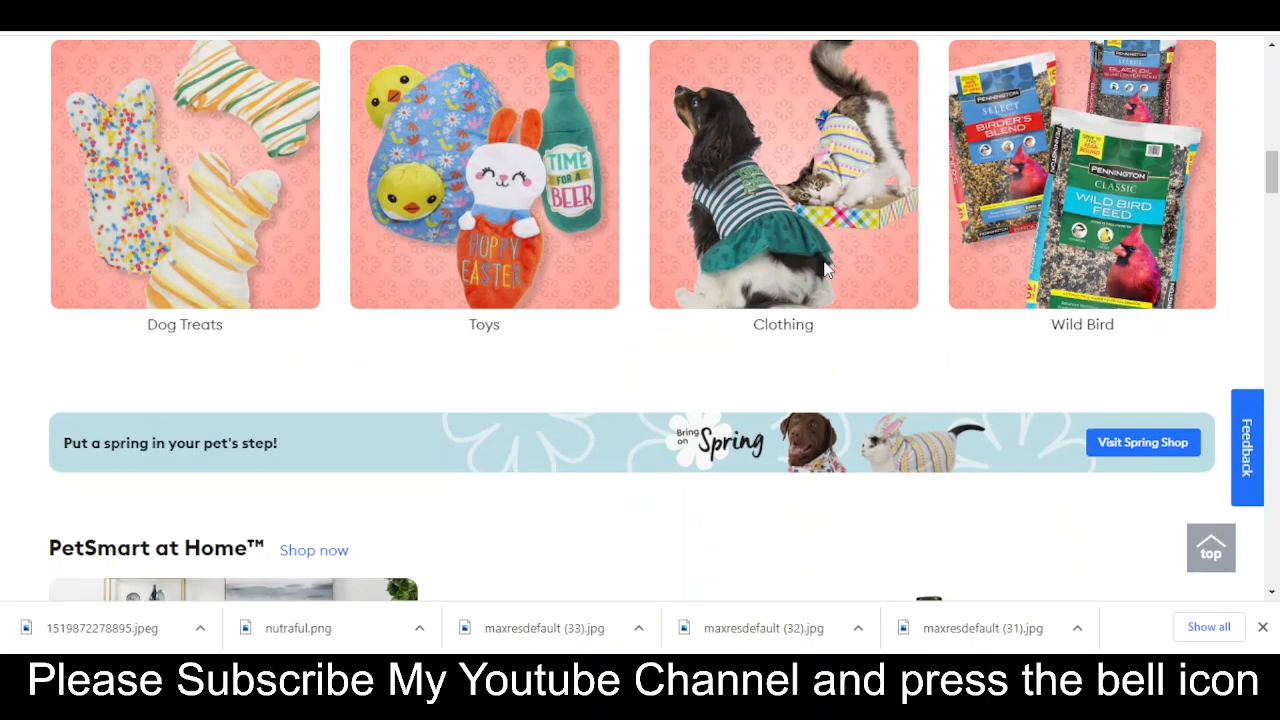 TIME
FOR A
BEER
HOPPY
EASTER
PENNINGTON
SELECT
BIRDER'S
BLEND
PENNINGTON
CLASSIC
WILD BIRD
FEED
Dog Treats
Toys
Clothing
Wild Bird
Put a spring in your pet's step!
Bring
on Spring
Visit Spring Shop
Feedback
PetSmart at Home™ Shop now
top
1519872278895.jpeg
nutraful.png
maxresdefault (33).jpg
maxresdefault (32).jpg
maxresdefault (31).jpg
Show all
Please Subscribe My Youtube Channel and press the bell icon